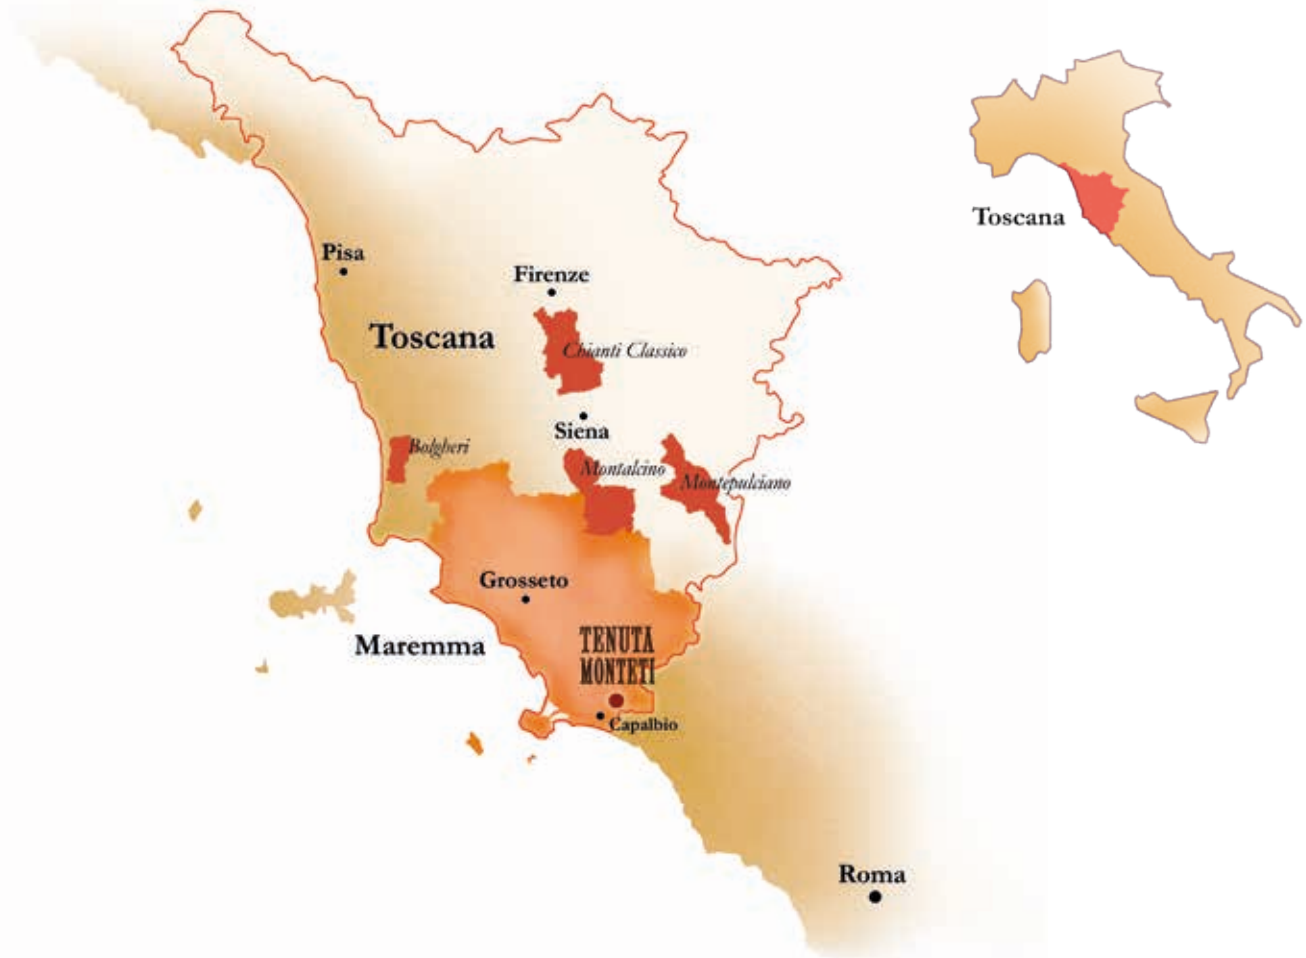 Pisa
Firenze
Toscana
Toscana
Chianti Classico
Siena
Bolgheri
Montalcino
Montepulciano
Grosseto
Maremma
TENUTA
MONTETI
Capalbio
Roma